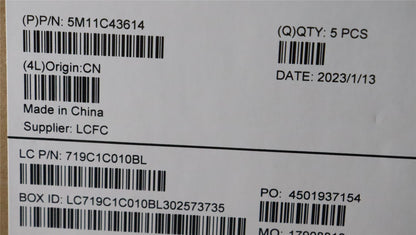 (P)P/N: 5M11C43614
(Q)QTY: 5 PCS
(4L)Origin:CN
DATE: 2023/1/13
Made in China
Supplier: LCFC
LC P/N: 719C1C010BL
PO: 4501937154
BOX ID: LC719C1C010BL302573735
MO: